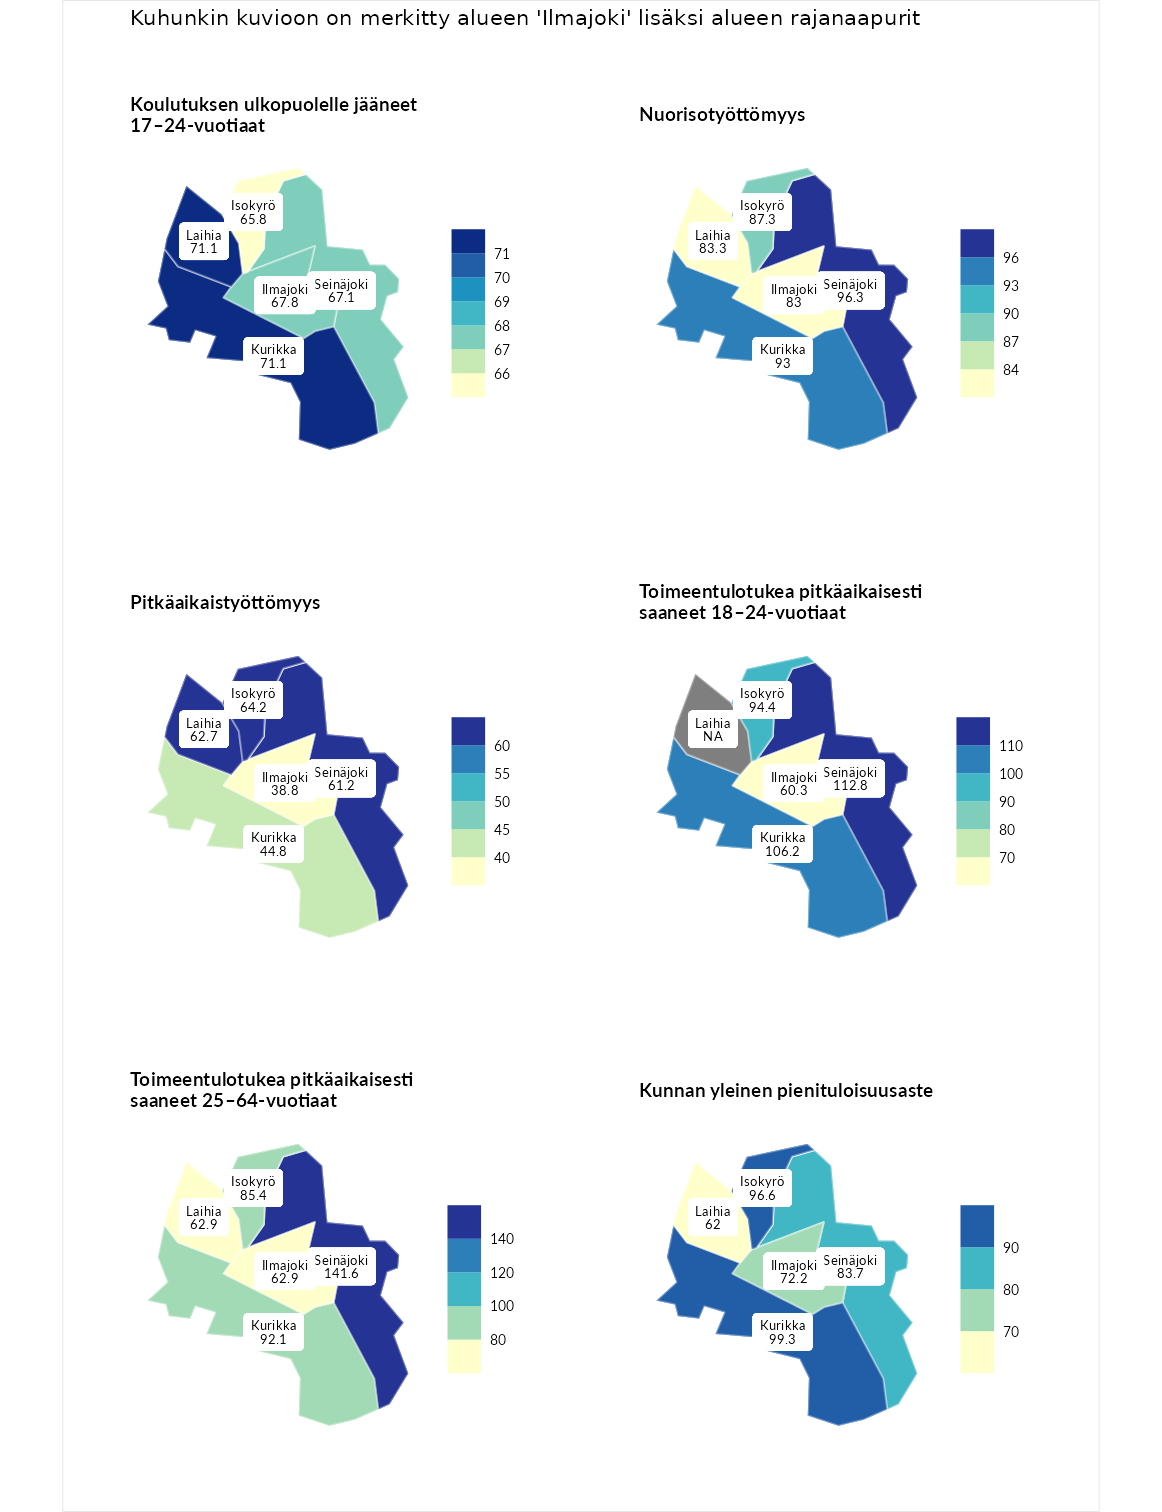 Kuhunkin kuvioon on merkitty alueen 'Ilmajoki' lisäksi alueen rajanaapurit
Koulutuksen ulkopuolelle jääneet
17–24-vuotiaat
Isokyrö
65.8
Laihia
71.1
Ilmajoki
67.8
Seinäjoki
67.1
Kurikka
71.1
71
70
69
68
67
66
Nuorisotyöttömyys
Isokyrö
87.3
Laihia
83.3
Ilmajoki
83
Seinäjoki
96.3
Kurikka
93
96
93
90
87
84
Pitkäaikaistyöttömyys
Isokyrö
64.2
Laihia
62.7
Ilmajoki
38.8
Seinäjoki
61.2
Kurikka
44.8
60
55
50
45
40
Toimeentulotukea pitkäaikaisesti
saaneet 18–24-vuotiaat
Isokyrö
94.4
Laihia
NA
Ilmajoki
60.3
Seinäjoki
112.8
Kurikka
106.2
110
100
90
80
70
Toimeentulotukea pitkäaikaisesti
saaneet 25–64-vuotiaat
Isokyrö
85.4
Laihia
62.9
Ilmajoki
62.9
Seinäjoki
141.6
Kurikka
92.1
140
120
100
80
Kunnan yleinen pienituloisuusaste
Isokyrö
96.6
Laihia
62
Ilmajoki
72.2
Seinäjoki
83.7
Kurikka
99.3
90
80
70